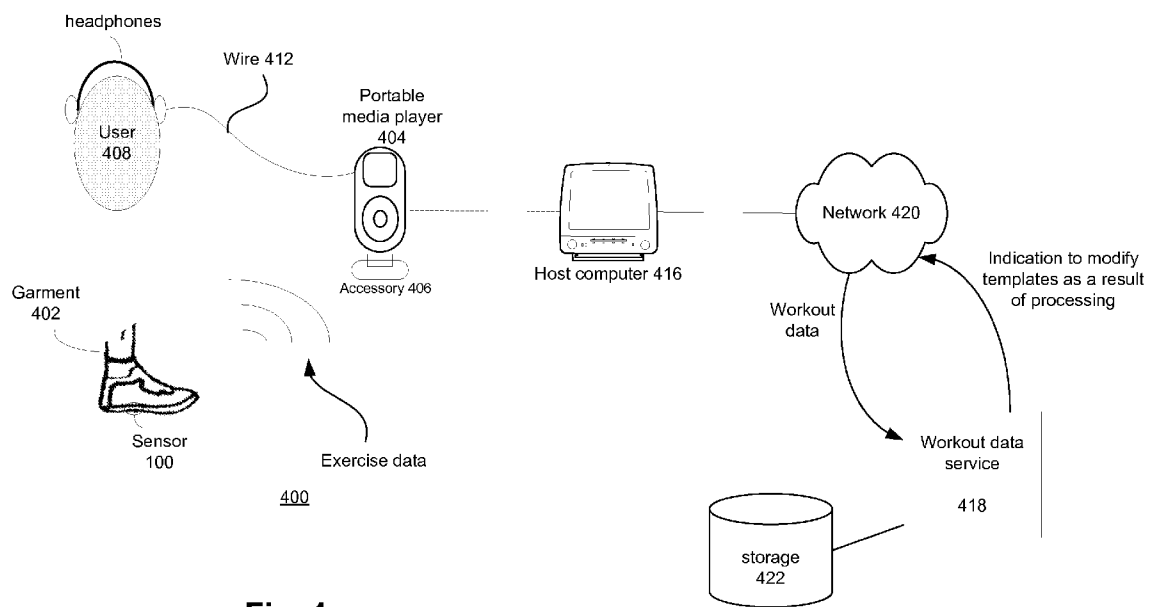 headphones
Wire 412
User
408
Portable
media player
404
Accessory 406
Host computer 416
Network 420
Indication to modify
templates as a result
of processing
Workout
data
Garment
402
Sensor
100
Exercise data
400
Workout data
service
418
storage
422